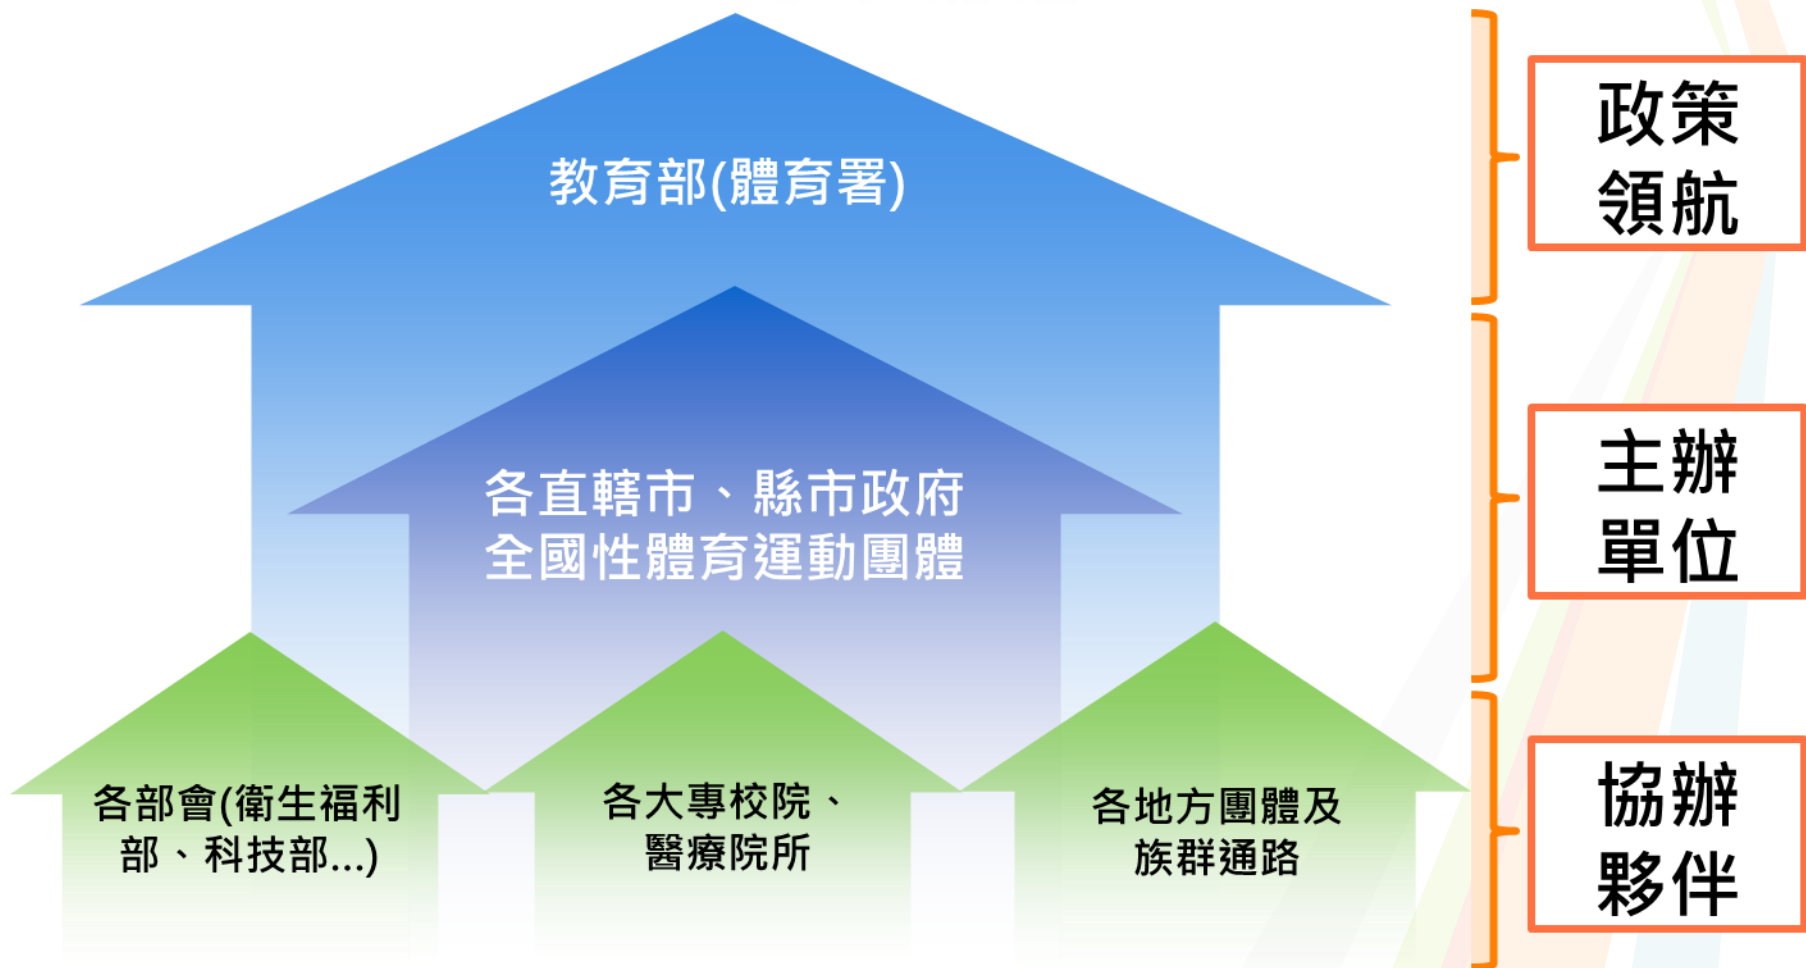 教育部(體育署)
政策
領航
各直轄市、縣市政府
全國性體育運動團體
主辦
單位
各部會(衛生福利
部、科技部...)
各大專校院、
醫療院所
各地方團體及
族群通路
協辦
夥伴